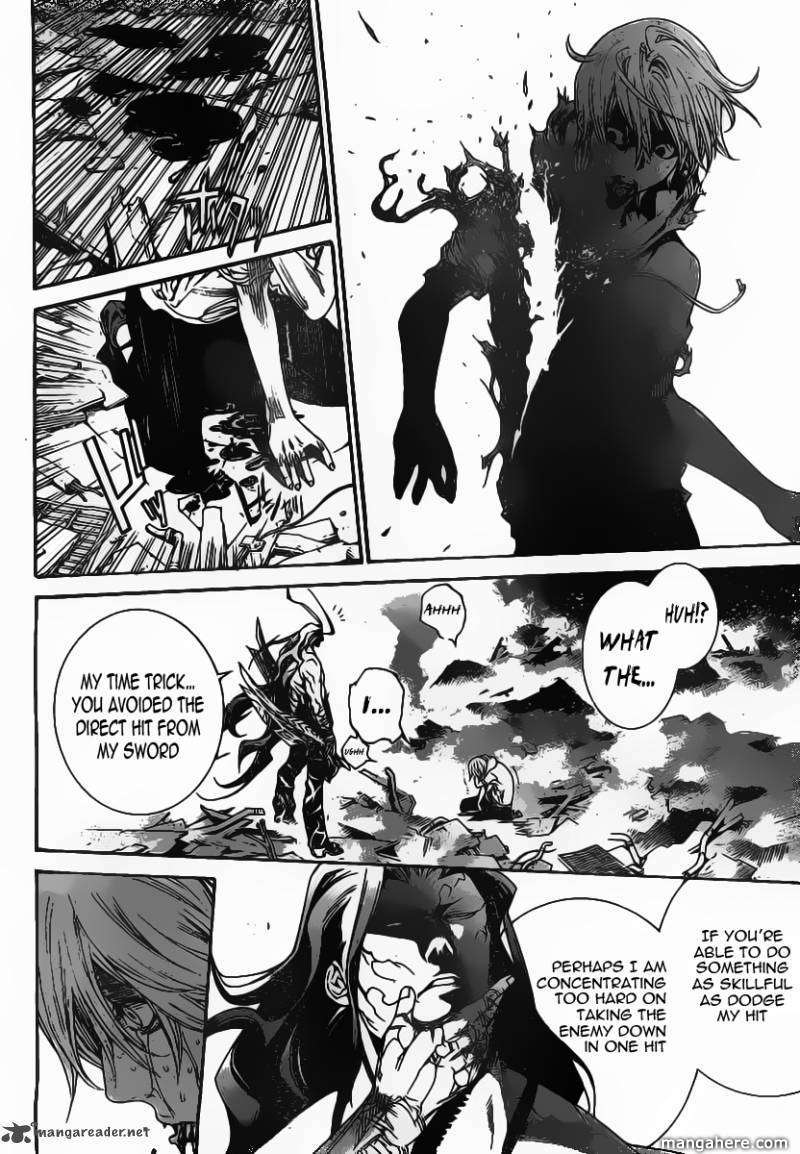 HUH!?
WHAT
THE...
AHHH
I...
UGHH
MY TIME TRICK...
YOU AVOIDED THE
DIRECT HIT FROM
MY SWORD
IF YOU'RE
ABLE TO DO
SOMETHING
AS SKILLFUL
AS DODGE
MY HIT
PERHAPS I AM
CONCENTRATING
TOO HARD ON
TAKING THE
ENEMY DOWN
IN ONE HIT
mangareader.net
mangahere.com